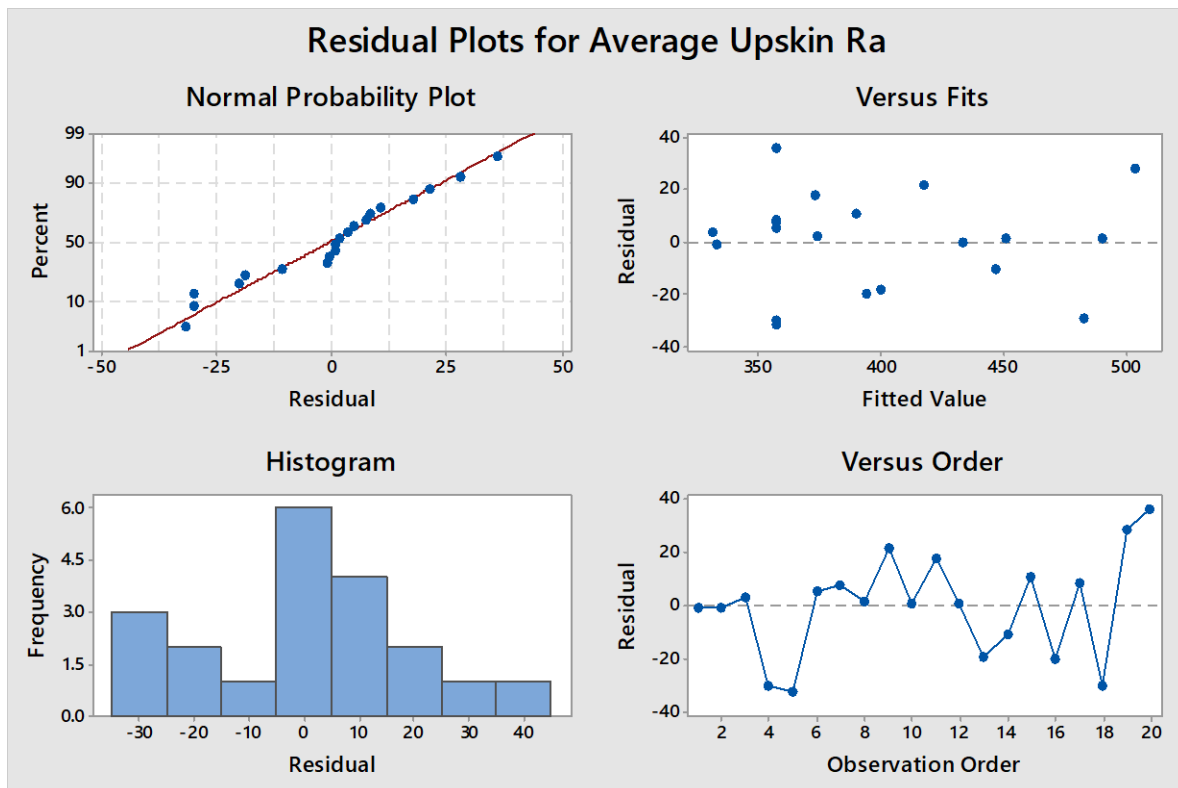 Residual Plots for Average Upskin Ra
Normal Probability Plot
99
90
50
10
1
Percent
-50 -25 0 25 50
Residual
Versus Fits
40
20
0
-20
-40
Residual
350 400 450 500
Fitted Value
Histogram
6.0
4.5
3.0
1.5
0.0
Frequency
-30 -20 -10 0 10 20 30 40
Residual
Versus Order
40
20
0
-20
-40
Residual
2 4 6 8 10 12 14 16 18 20
Observation Order